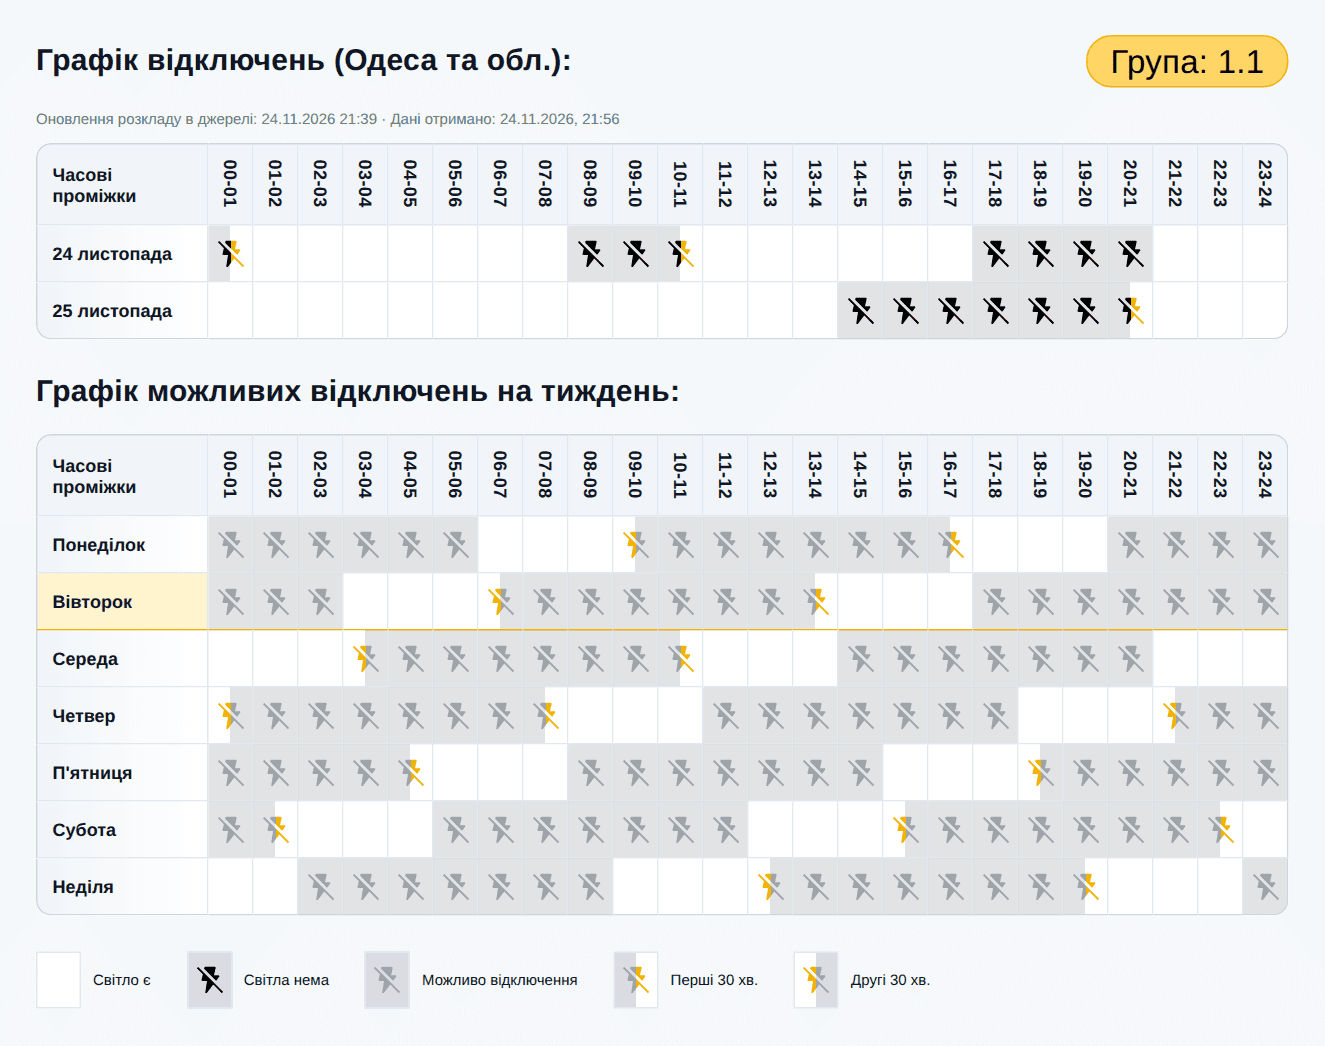 Графік відключень (Одеса та обл.):
Група: 1.1
Оновлення розкладу в джерелі: 24.11.2026 21:39 · Дані отримано: 24.11.2026, 21:56
Часові проміжки 00-01 01-02 02-03 03-04 04-05 05-06 06-07 07-08 08-09 09-10 10-11 11-12 12-13 13-14 14-15 15-16 16-17 17-18 18-19 19-20 20-21 21-22 22-23 23-24
24 листопада
25 листопада
Графік можливих відключень на тиждень:
Часові проміжки 00-01 01-02 02-03 03-04 04-05 05-06 06-07 07-08 08-09 09-10 10-11 11-12 12-13 13-14 14-15 15-16 16-17 17-18 18-19 19-20 20-21 21-22 22-23 23-24
Понеділок
Вівторок
Середа
Четвер
П'ятниця
Субота
Неділя
Світло є Світла нема Можливо відключення Перші 30 хв. Другі 30 хв.